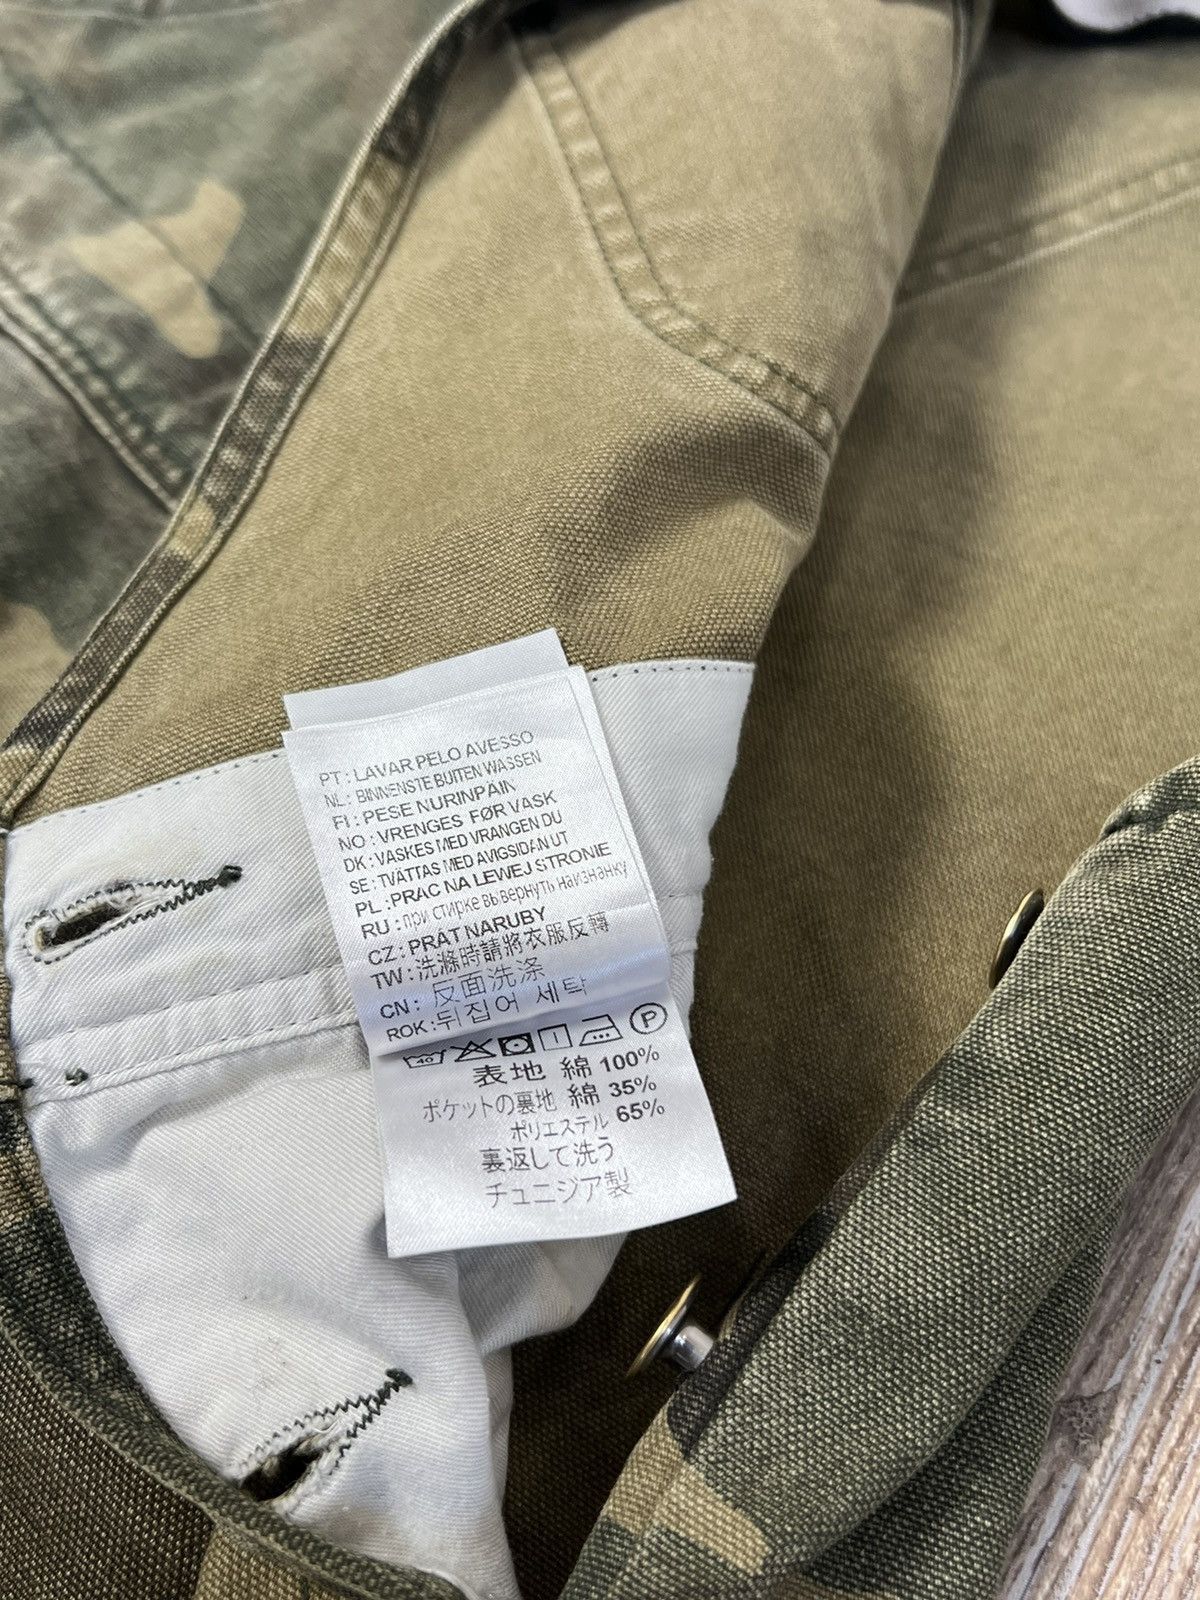 PT : LAVAR PELO AVESSO
NL : BINNENSTE BUITEN WASSEN
FI : PESE NURINPÄIN
NO : VRENGES FØR VASK
DK : VASKES MED VRANGEN DU
SE : TVÄTTAS MED AVIGSIDAN UT
PL : PRAĆ NA LEWEJ STRONIE
RU : при стирке вывернуть наизнанку
CZ : PRÁT NARUBY
TW : 洗滌時請將衣服反轉
CN : 反面洗涤
ROK : 뒤집어 세탁
40 P
表地 綿 100%
ポケットの裏地 綿 35%
ポリエステル 65%
裏返して洗う
チュニジア製